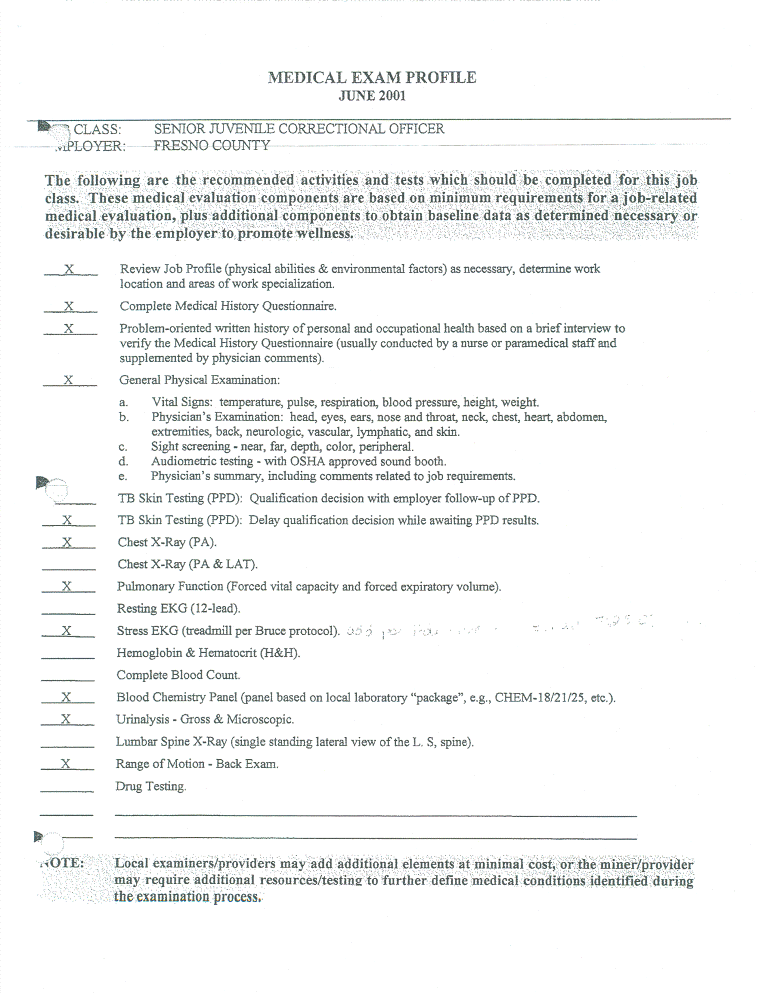 MEDICAL EXAM PROFILE
JUNE 2001
CLASS: SENIOR JUVENILE CORRECTIONAL OFFICER
MPLOYER: FRESNO COUNTY
The following are the recommended activities and tests which should be completed for this job
class. These medical evaluation components are based on minimum requirements for a job-related
medical evaluation, plus additional components to obtain baseline data as determined necessary or
desirable by the employer to promote wellness.
X Review Job Profile (physical abilities & environmental factors) as necessary, determine work
location and areas of work specialization.
X Complete Medical History Questionnaire.
X Problem-oriented written history of personal and occupational health based on a brief interview to
verify the Medical History Questionnaire (usually conducted by a nurse or paramedical staff and
supplemented by physician comments).
X General Physical Examination:
a. Vital Signs: temperature, pulse, respiration, blood pressure, height, weight.
b. Physician's Examination: head, eyes, ears, nose and throat, neck, chest, heart, abdomen,
extremities, back, neurologic, vascular, lymphatic, and skin.
c. Sight screening - near, far, depth, color, peripheral.
d. Audiometric testing - with OSHA approved sound booth.
e. Physician's summary, including comments related to job requirements.
TB Skin Testing (PPD): Qualification decision with employer follow-up of PPD.
X TB Skin Testing (PPD): Delay qualification decision while awaiting PPD results.
X Chest X-Ray (PA).
Chest X-Ray (PA & LAT).
X Pulmonary Function (Forced vital capacity and forced expiratory volume).
Resting EKG (12-lead).
X Stress EKG (treadmill per Bruce protocol). per
Hemoglobin & Hematocrit (H&H).
Complete Blood Count.
X Blood Chemistry Panel (panel based on local laboratory "package", e.g., CHEM-18/21/25, etc.).
X Urinalysis - Gross & Microscopic.
Lumbar Spine X-Ray (single standing lateral view of the L. S, spine).
X Range of Motion - Back Exam.
Drug Testing.
NOTE: Local examiners/providers may add additional elements at minimal cost, or the miner/provider
may require additional resources/testing to further define medical conditions identified during
the examination process.